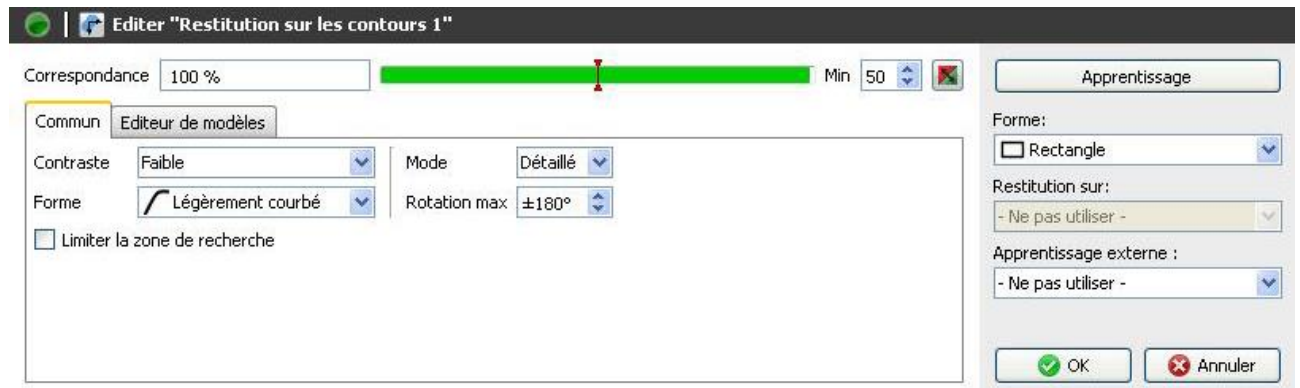 Editer "Restitution sur les contours 1"
Correspondance 100 % Min 50 Apprentissage
Commun Editeur de modèles
Forme:
Rectangle
Contraste Faible Mode Détaillé
Forme Légèrement courbé Rotation max ±180°
Restitution sur:
- Ne pas utiliser -
Limiter la zone de recherche
Apprentissage externe :
- Ne pas utiliser -
OK Annuler